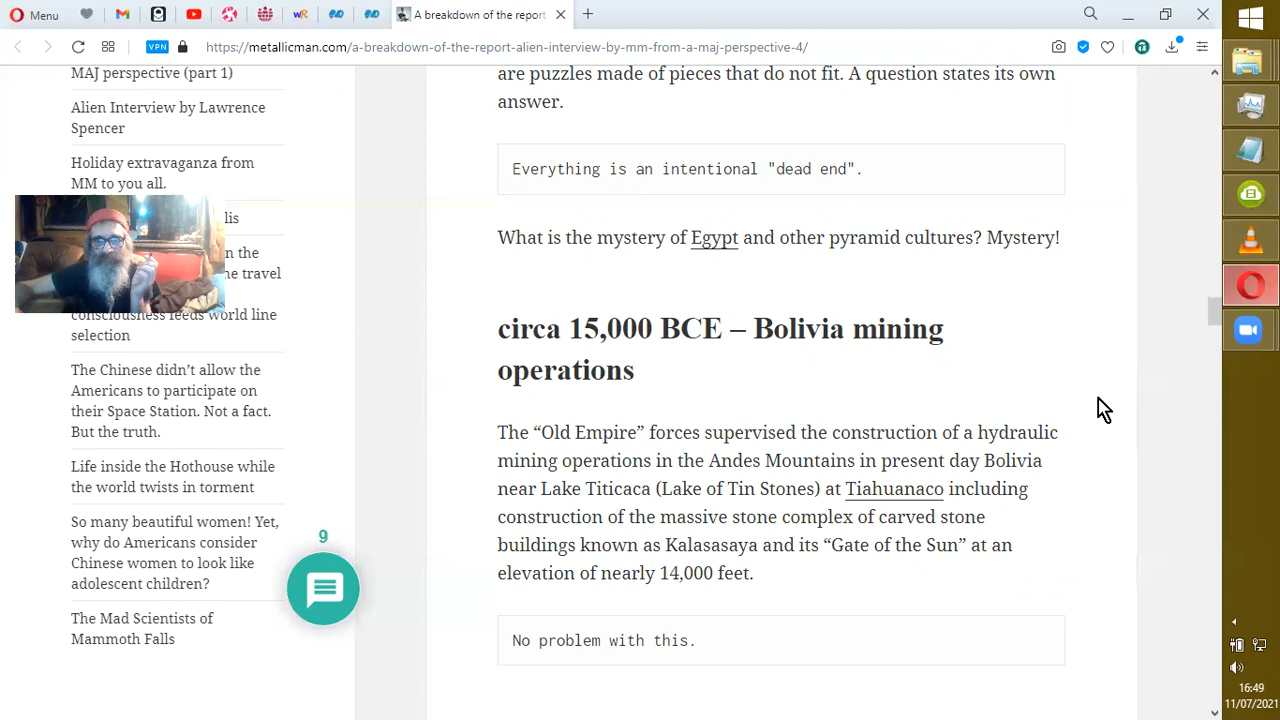 Menu
A breakdown of the report
https://metallicman.com/a-breakdown-of-the-report-alien-interview-by-mm-from-a-maj-perspective-4/
VPN
MAJ perspective (part 1)
Alien Interview by Lawrence
Spencer
Holiday extravaganza from
MM to you all.
lis
n the
ne travel
consciousness feeds world line
selection
The Chinese didn’t allow the
Americans to participate on
their Space Station. Not a fact.
But the truth.
Life inside the Hothouse while
the world twists in torment
So many beautiful women! Yet,
why do Americans consider
Chinese women to look like
adolescent children?
The Mad Scientists of
Mammoth Falls
9
are puzzles made of pieces that do not fit. A question states its own
answer.
Everything is an intentional "dead end".
What is the mystery of Egypt and other pyramid cultures? Mystery!
circa 15,000 BCE – Bolivia mining
operations
The “Old Empire” forces supervised the construction of a hydraulic
mining operations in the Andes Mountains in present day Bolivia
near Lake Titicaca (Lake of Tin Stones) at Tiahuanaco including
construction of the massive stone complex of carved stone
buildings known as Kalasasaya and its “Gate of the Sun” at an
elevation of nearly 14,000 feet.
No problem with this.
16:49
11/07/2021